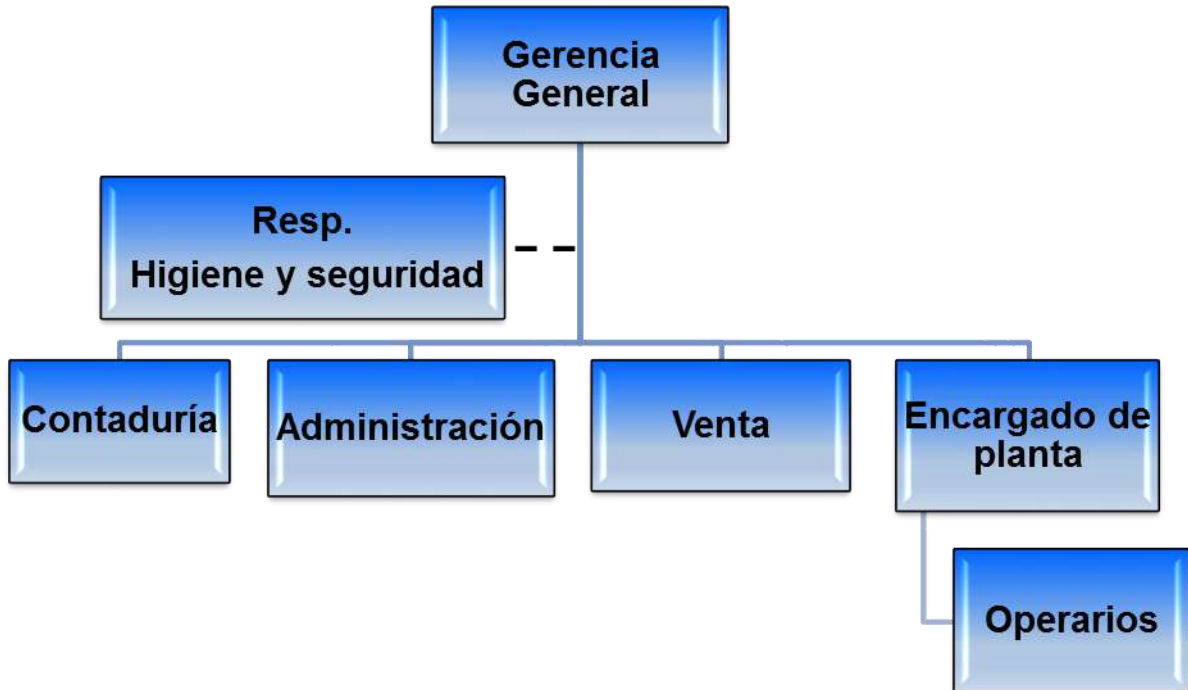 Gerencia
General
Resp.
Higiene y seguridad
Contaduría
Administración
Venta
Encargado de
planta
Operarios